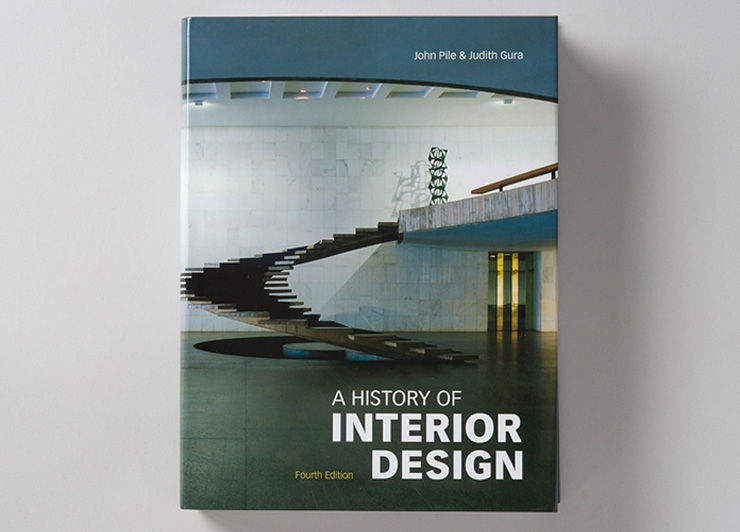 John Pile & Judith Gura
A HISTORY OF
INTERIOR
DESIGN
Fourth Edition